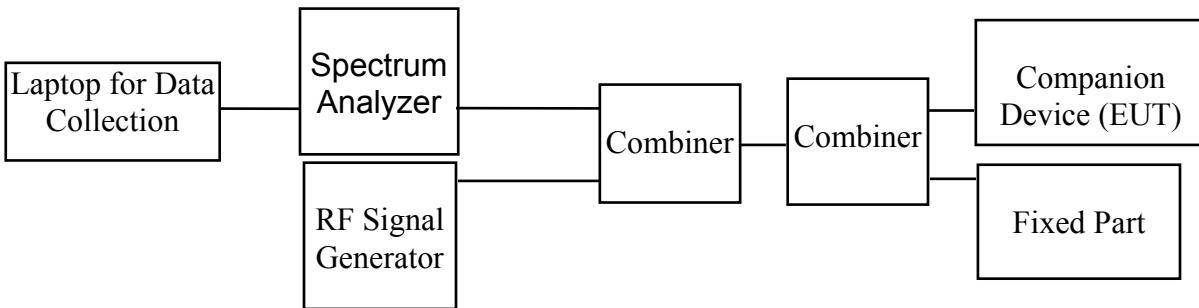 Laptop for Data
Collection
Spectrum
Analyzer
RF Signal
Generator
Combiner
Combiner
Companion
Device (EUT)
Fixed Part